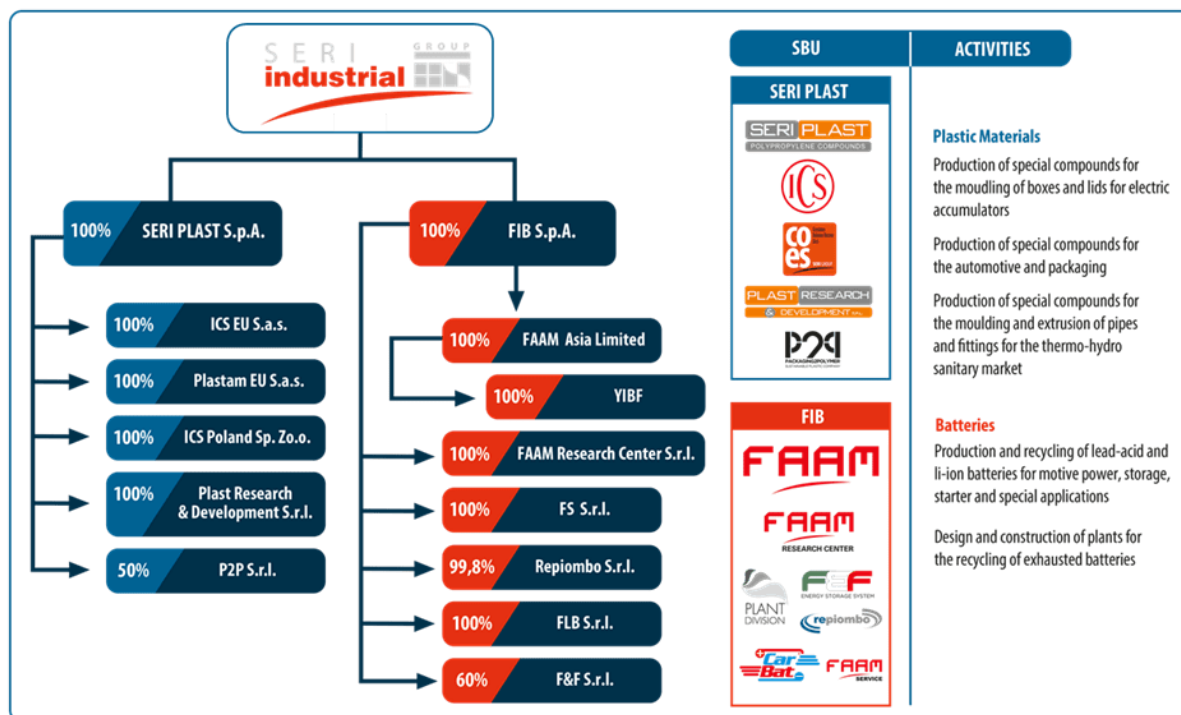 SERI
GROUP
industrial
100%
SERI PLAST S.p.A.
100%
ICS EU S.a.s.
100%
Plastam EU S.a.s.
100%
ICS Poland Sp. Zo.o.
100%
Plast Research
& Development S.r.l.
50%
P2P S.r.l.
100%
FIB S.p.A.
100%
FAAM Asia Limited
100%
YIBF
100%
FAAM Research Center S.r.l.
100%
FS S.r.l.
99,8%
Repiombo S.r.l.
100%
FLB S.r.l.
60%
F&F S.r.l.
SBU
ACTIVITIES
SERI PLAST
SERI PLAST
POLYPROPYLENE COMPOUNDS
ICS
co
es
PLAST RESEARCH
& DEVELOPMENT
P2P
PACKAGING2POLYMER
SUSTAINABLE PLASTIC COMPANY
Plastic Materials
Production of special compounds for
the moudling of boxes and lids for electric
accumulators
Production of special compounds for
the automotive and packaging
Production of special compounds for
the moulding and extrusion of pipes
and fittings for the thermo-hydro
sanitary market
FIB
FAAM
FAAM
RESEARCH CENTER
PLANT
DIVISION
F&F
ENERGY STORAGE SYSTEM
repiombo
Car
Bat
FAAM
SERVICE
Batteries
Production and recycling of lead-acid and
li-ion batteries for motive power, storage,
starter and special applications
Design and construction of plants for
the recycling of exhausted batteries